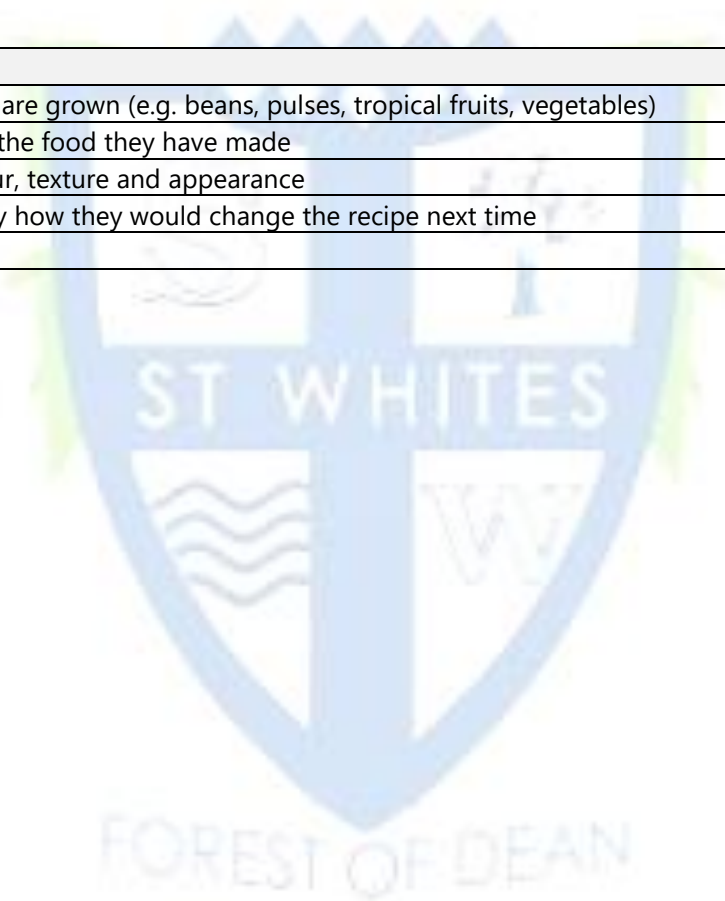 are grown (e.g. beans, pulses, tropical fruits, vegetables)
the food they have made
texture and appearance
how they would change the recipe next time
ST WHITES
W
FOREST OF DEAN